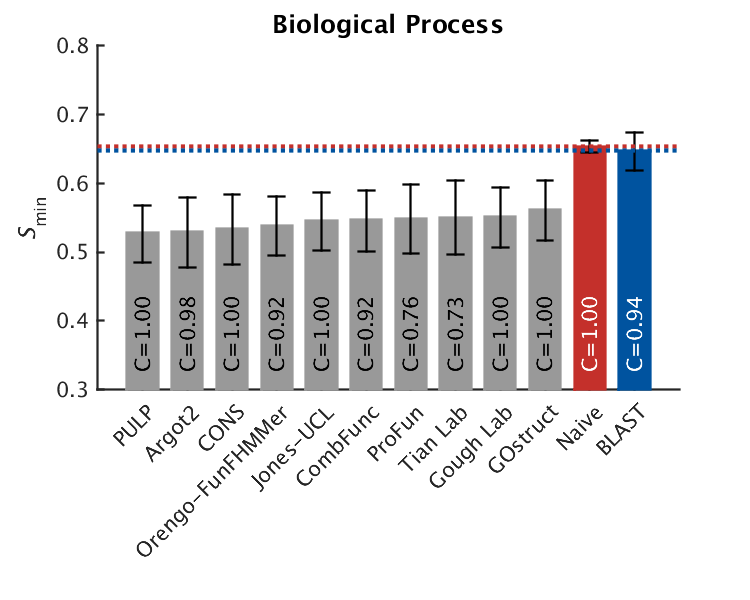 Biological Process
0.8
0.7
0.6
0.5
0.4
0.3
Smin
C=1.00
C=0.98
C=1.00
C=0.92
C=1.00
C=0.92
C=0.76
C=0.73
C=1.00
C=1.00
C=1.00
C=0.94
PULP
Argot2
CONS
Orengo-FunFHMMer
Jones-UCL
CombFunc
ProFun
Tian Lab
Gough Lab
GOstruct
Naive
BLAST